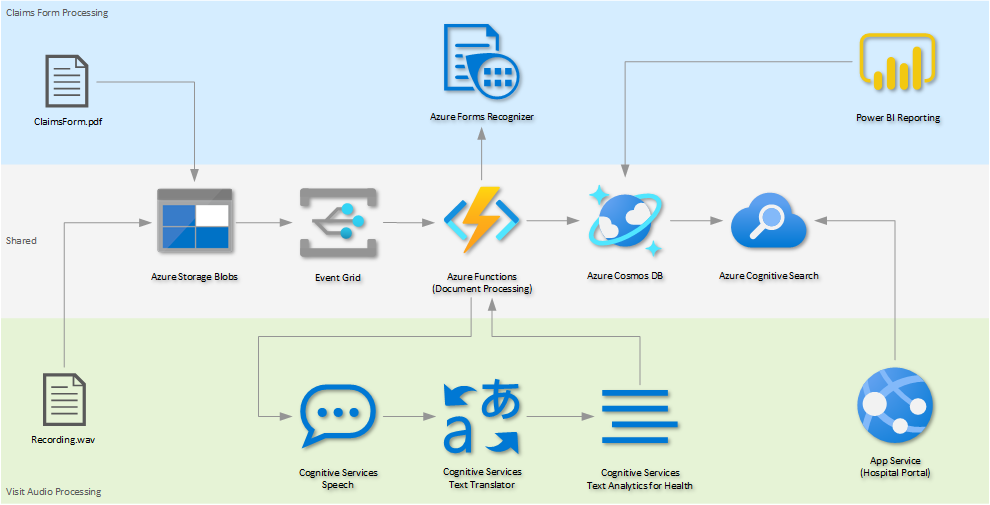 Claims Form Processing
ClaimsForm.pdf
Azure Forms Recognizer
Power BI Reporting
Shared
Azure Storage Blobs
Event Grid
Azure Functions
(Document Processing)
Azure Cosmos DB
Azure Cognitive Search
Recording.wav
あ
a
Cognitive Services
Speech
Cognitive Services
Text Translator
Cognitive Services
Text Analytics for Health
App Service
(Hospital Portal)
Visit Audio Processing